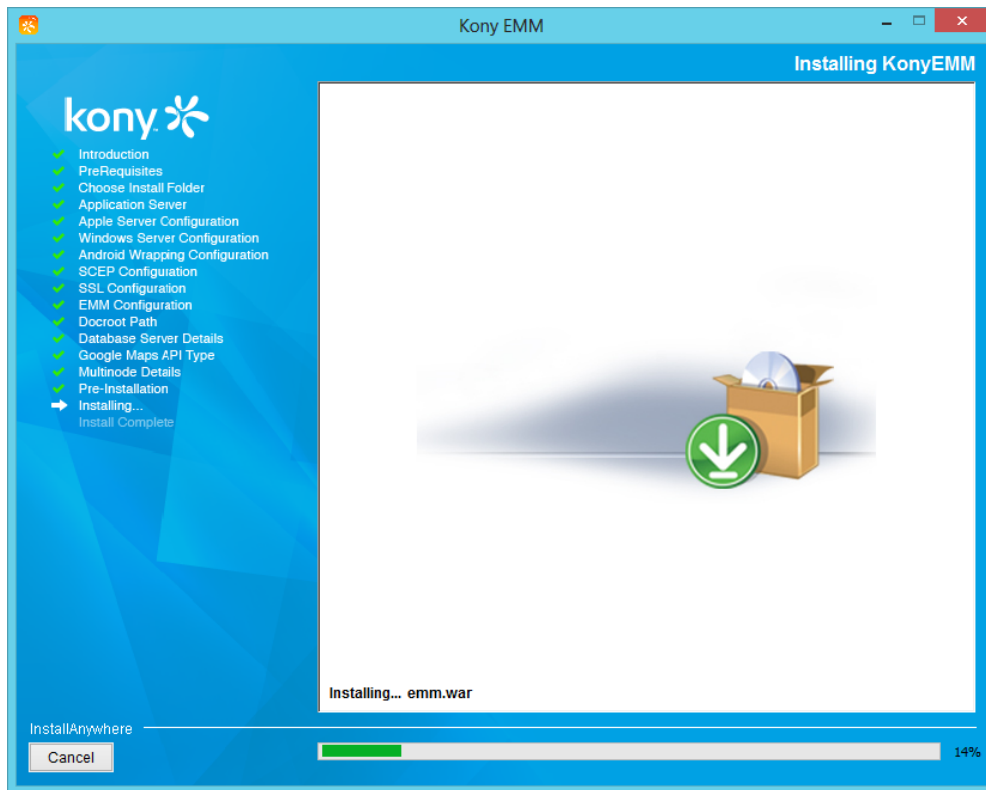 Kony EMM
Installing KonyEMM
kony
Introduction
PreRequisites
Choose Install Folder
Application Server
Apple Server Configuration
Windows Server Configuration
Android Wrapping Configuration
SCEP Configuration
SSL Configuration
EMM Configuration
Docroot Path
Database Server Details
Google Maps API Type
Multinode Details
Pre-Installation
Installing...
Install Complete
Installing... emm.war
InstallAnywhere
Cancel
14%